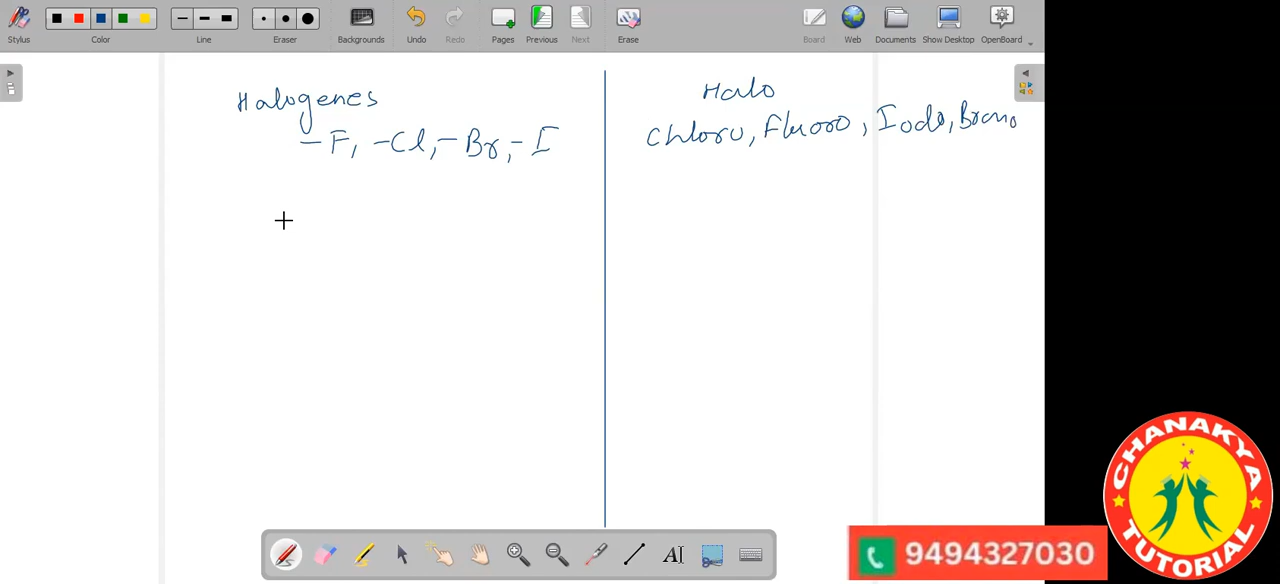 Stylus
Color
Line
Eraser
Backgrounds
Undo
Redo
Pages
Previous
Next
Erase
Board
Web
Documents
Show Desktop
OpenBoard
Halogenes
Halo
-F, -Cl, -Br, -I
Chloro, Fluoro, Iodo, Bromo
CHANAKYA
TUTORIAL
9494327030